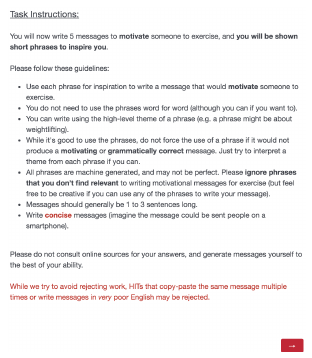 Task Instructions:
You will now write 5 messages to motivate someone to exercise, and you will be shown
short phrases to inspire you.
Please follow these guidelines:
• Use each phrase for inspiration to write a message that would motivate someone to
exercise.
• You do not need to use the phrases word for word (although you can if you want to).
• You can write using the high-level theme of a phrase (e.g. a phrase might be about
weightlifting).
• While it's good to use the phrases, do not force the use of a phrase if it would not
produce a motivating or grammatically correct message. Just try to interpret a
theme from each phrase if you can.
• All phrases are machine generated, and may not be perfect. Please ignore phrases
that you don't find relevant to writing motivational messages for exercise (but feel
free to be creative if you can use any of the phrases to write your message).
• Messages should generally be 1 to 3 sentences long.
• Write concise messages (imagine the message could be sent people on a
smartphone).
Please do not consult online sources for your answers, and generate messages yourself to
the best of your ability.
While we try to avoid rejecting work, HITs that copy-paste the same message multiple
times or write messages in very poor English may be rejected.
→